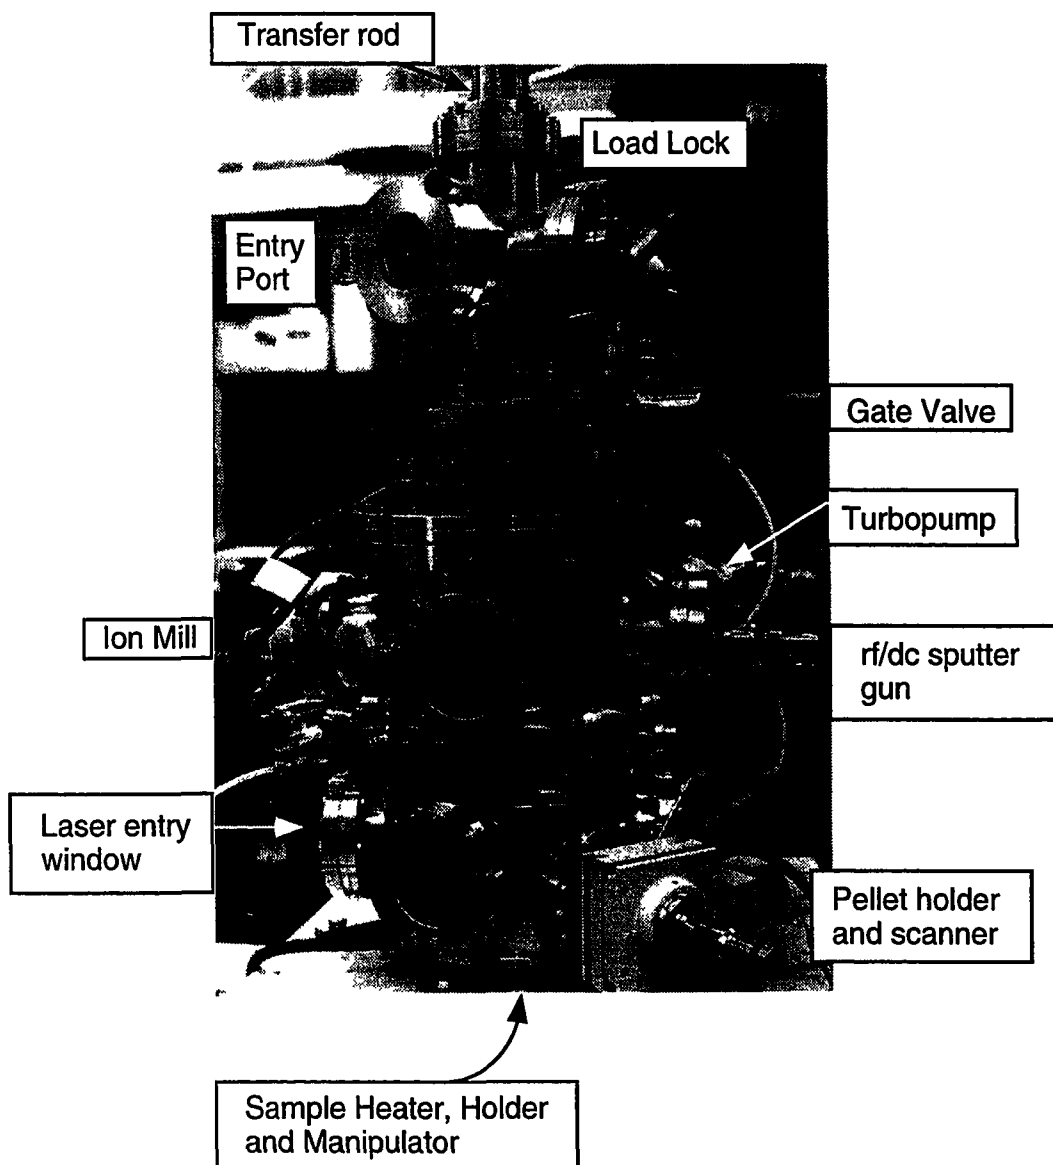 Transfer rod
Load Lock
Entry
Port
Gate Valve
Turbopump
Ion Mill
rf/dc sputter
gun
Laser entry
window
Pellet holder
and scanner
Sample Heater, Holder
and Manipulator